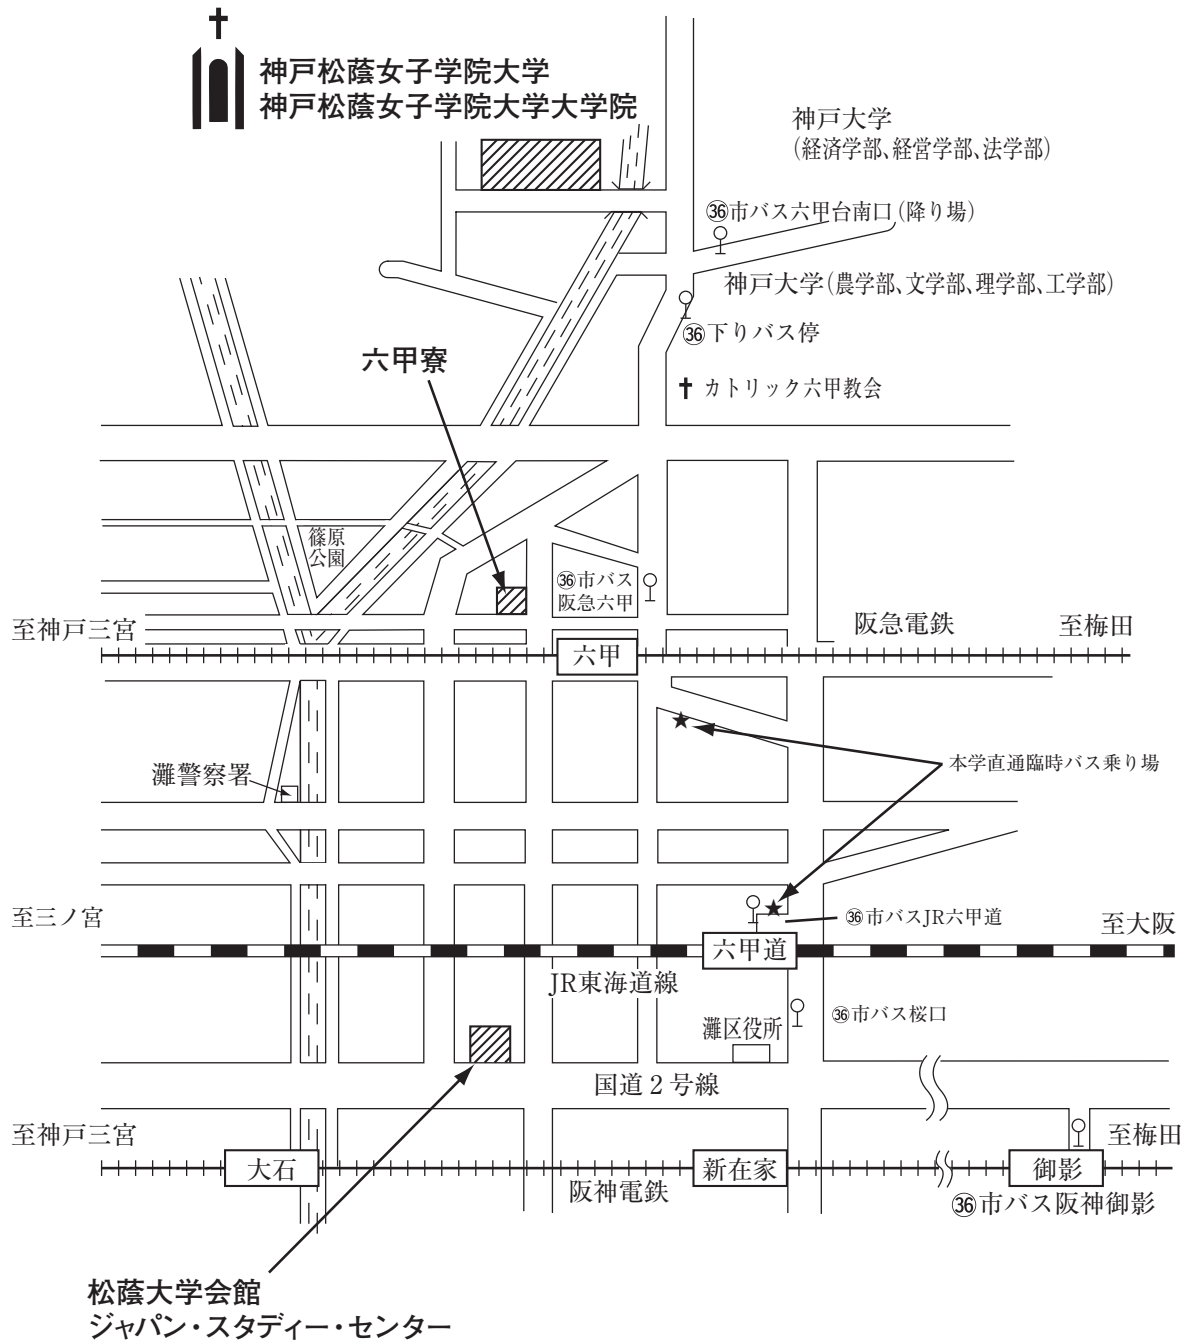 神戸松蔭女子学院大学
神戸松蔭女子学院大学大学院
神戸大学
(経済学部、経営学部、法学部)
㊱市バス六甲台南口(降り場)
神戸大学(農学部、文学部、理学部、工学部)
㊱下りバス停
六甲寮
カトリック六甲教会
篠原
公園
㊱市バス
阪急六甲
至神戸三宮
阪急電鉄
至梅田
六甲
本学直通臨時バス乗り場
灘警察署
至三ノ宮
㊱市バスJR六甲道
至大阪
六甲道
JR東海道線
㊱市バス桜口
灘区役所
国道2号線
至神戸三宮
至梅田
大石
新在家
御影
阪神電鉄
㊱市バス阪神御影
松蔭大学会館
ジャパン・スタディー・センター